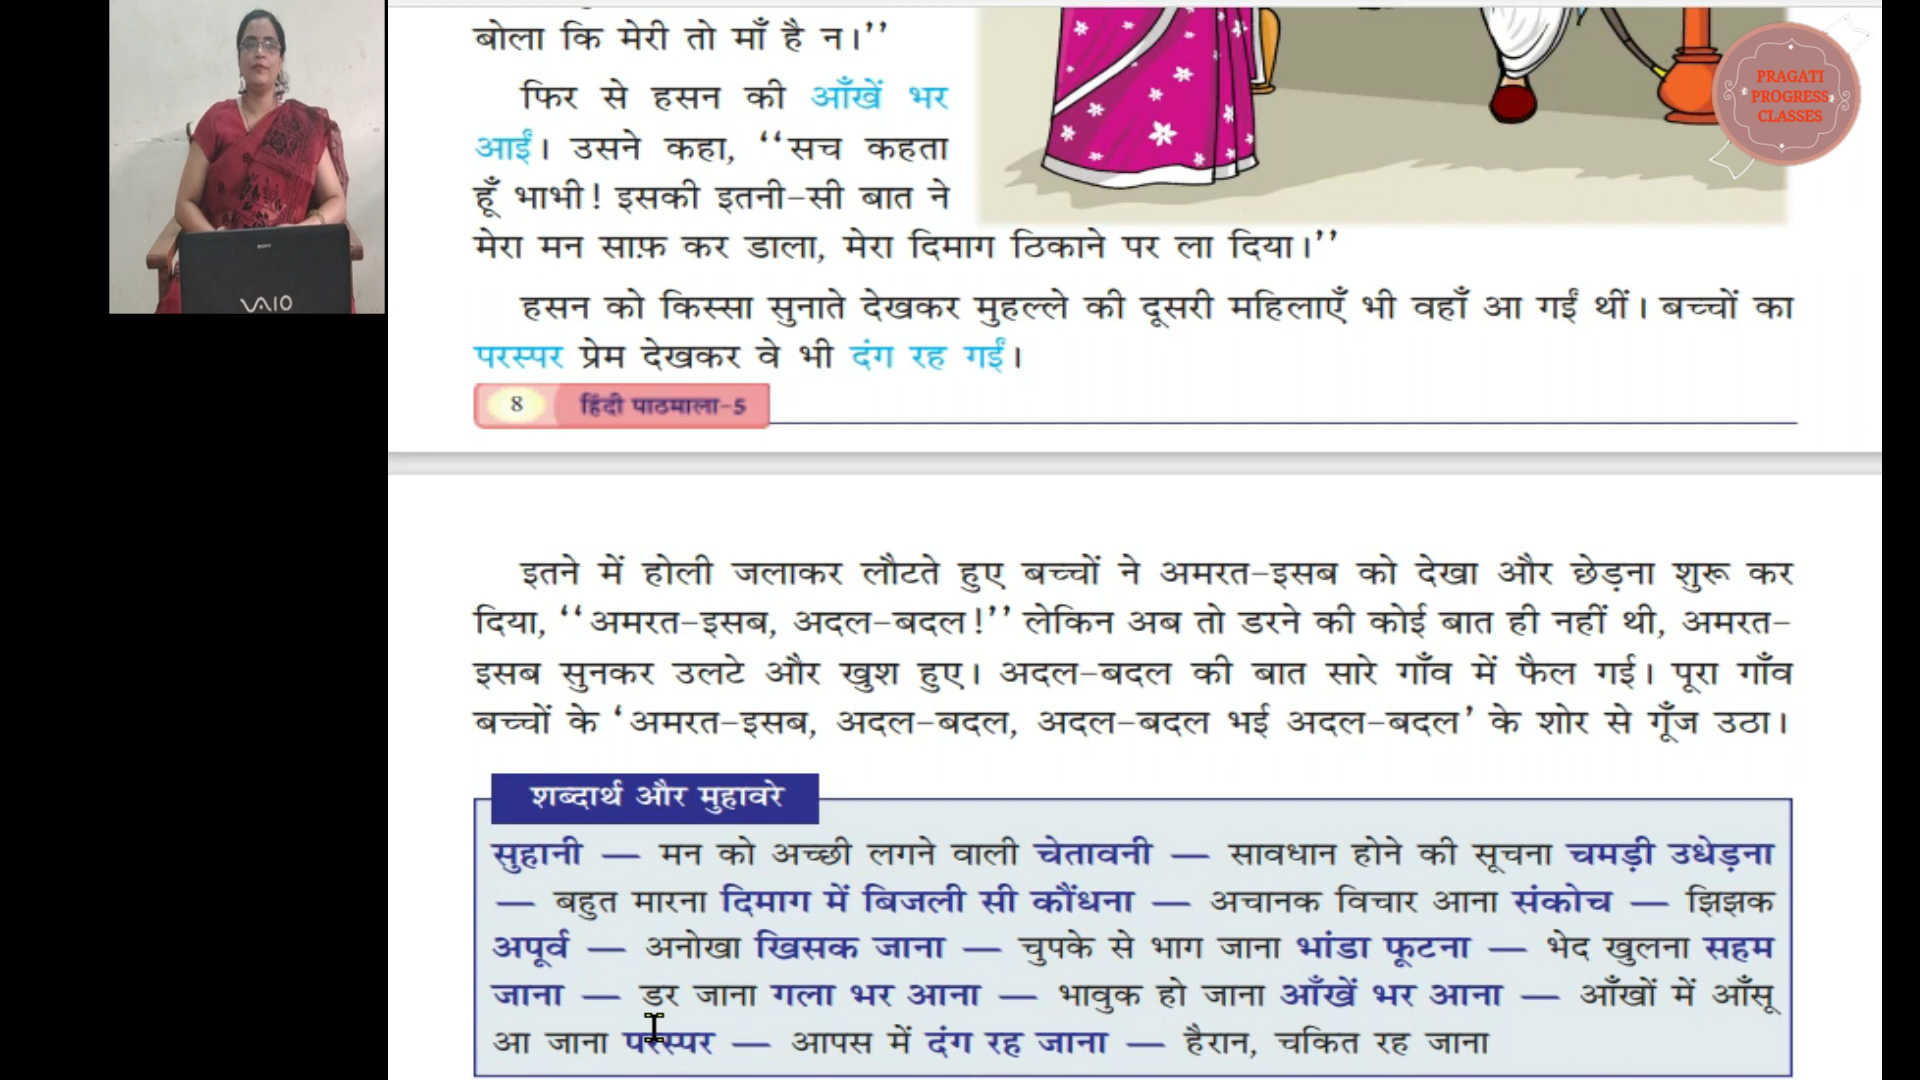 बोला कि मेरी तो माँ है न।’’
फिर से हसन की आँखें भर
आईं। उसने कहा, ‘‘सच कहता
हूँ भाभी! इसकी इतनी-सी बात ने
मेरा मन साफ़ कर डाला, मेरा दिमाग ठिकाने पर ला दिया।’’
हसन को किस्सा सुनाते देखकर मुहल्ले की दूसरी महिलाएँ भी वहाँ आ गईं थीं। बच्चों का
परस्पर प्रेम देखकर वे भी दंग रह गईं।
8 हिंदी पाठमाला-5
इतने में होली जलाकर लौटते हुए बच्चों ने अमरत-इसब को देखा और छेड़ना शुरू कर
दिया, ‘‘अमरत-इसब, अदल-बदल!’’ लेकिन अब तो डरने की कोई बात ही नहीं थी, अमरत-
इसब सुनकर उलटे और खुश हुए। अदल-बदल की बात सारे गाँव में फैल गई। पूरा गाँव
बच्चों के ‘अमरत-इसब, अदल-बदल, अदल-बदल भई अदल-बदल’ के शोर से गूँज उठा।
शब्दार्थ और मुहावरे
सुहानी — मन को अच्छी लगने वाली चेतावनी — सावधान होने की सूचना चमड़ी उधेड़ना
— बहुत मारना दिमाग में बिजली सी कौंधना — अचानक विचार आना संकोच — झिझक
अपूर्व — अनोखा खिसक जाना — चुपके से भाग जाना भांडा फूटना — भेद खुलना सहम
जाना — डर जाना गला भर आना — भावुक हो जाना आँखें भर आना — आँखों में आँसू
आ जाना परस्पर — आपस में दंग रह जाना — हैरान, चकित रह जाना
PRAGATI
PROGRESS
CLASSES
SONY
VAIO